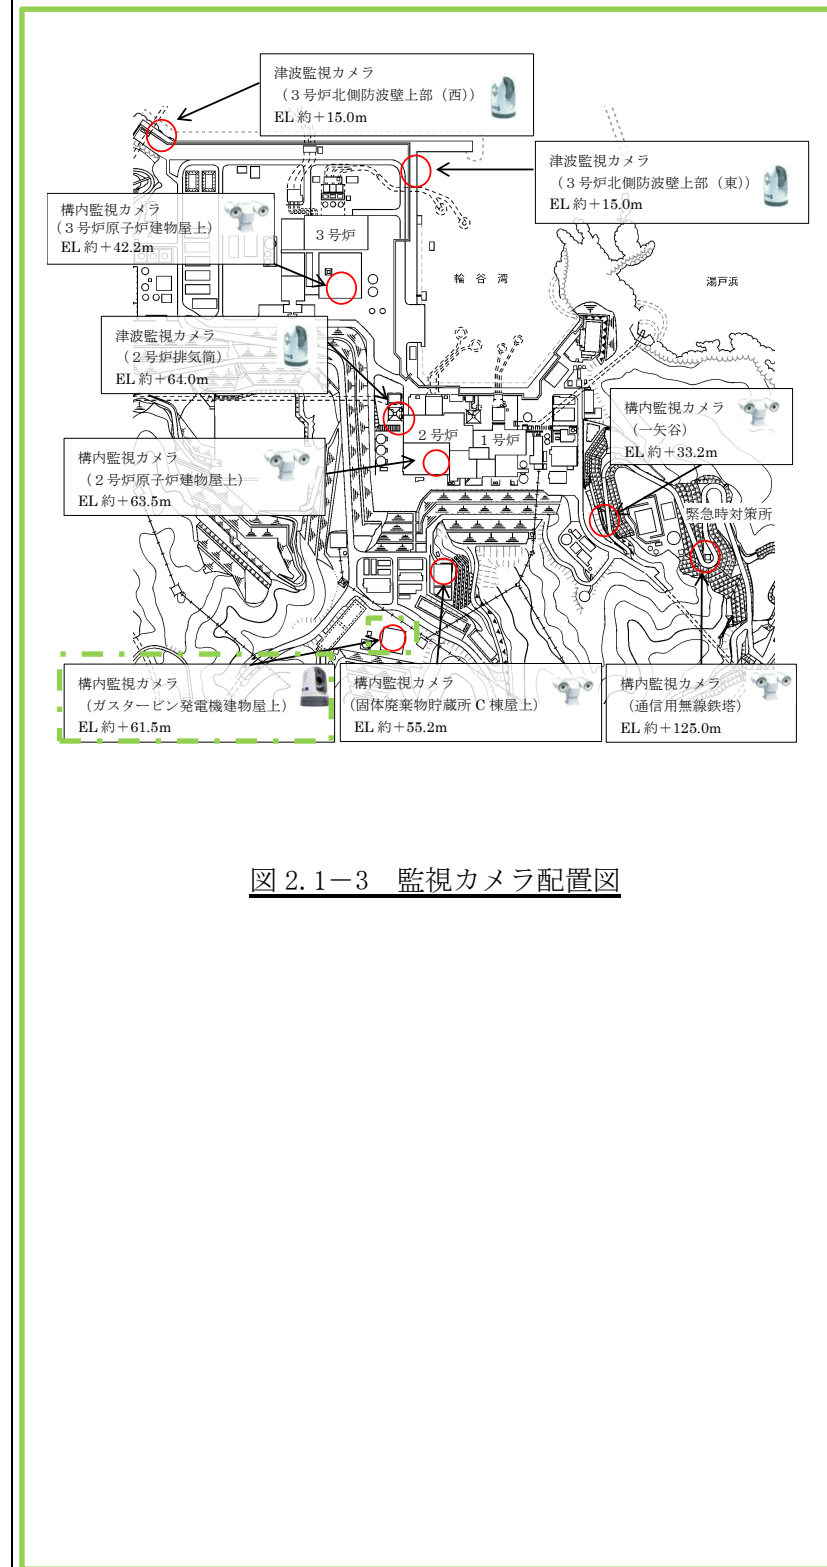 津波監視カメラ
（３号炉北側防波壁上部（西））
EL 約＋15.0m
津波監視カメラ
（３号炉北側防波壁上部（東））
EL 約＋15.0m
構内監視カメラ
（３号炉原子炉建物屋上）
EL 約＋42.2m
３号炉
輪谷湾
湯戸浜
津波監視カメラ
（２号炉排気筒）
EL 約＋64.0m
構内監視カメラ
（一矢谷）
EL 約＋33.2m
２号炉
１号炉
構内監視カメラ
（２号炉原子炉建物屋上）
EL 約＋63.5m
緊急時対策所
構内監視カメラ
（ガスタービン発電機建物屋上）
EL 約＋61.5m
構内監視カメラ
（固体廃棄物貯蔵所 C 棟屋上）
EL 約＋55.2m
構内監視カメラ
（通信用無線鉄塔）
EL 約＋125.0m
図 2.1－3　監視カメラ配置図